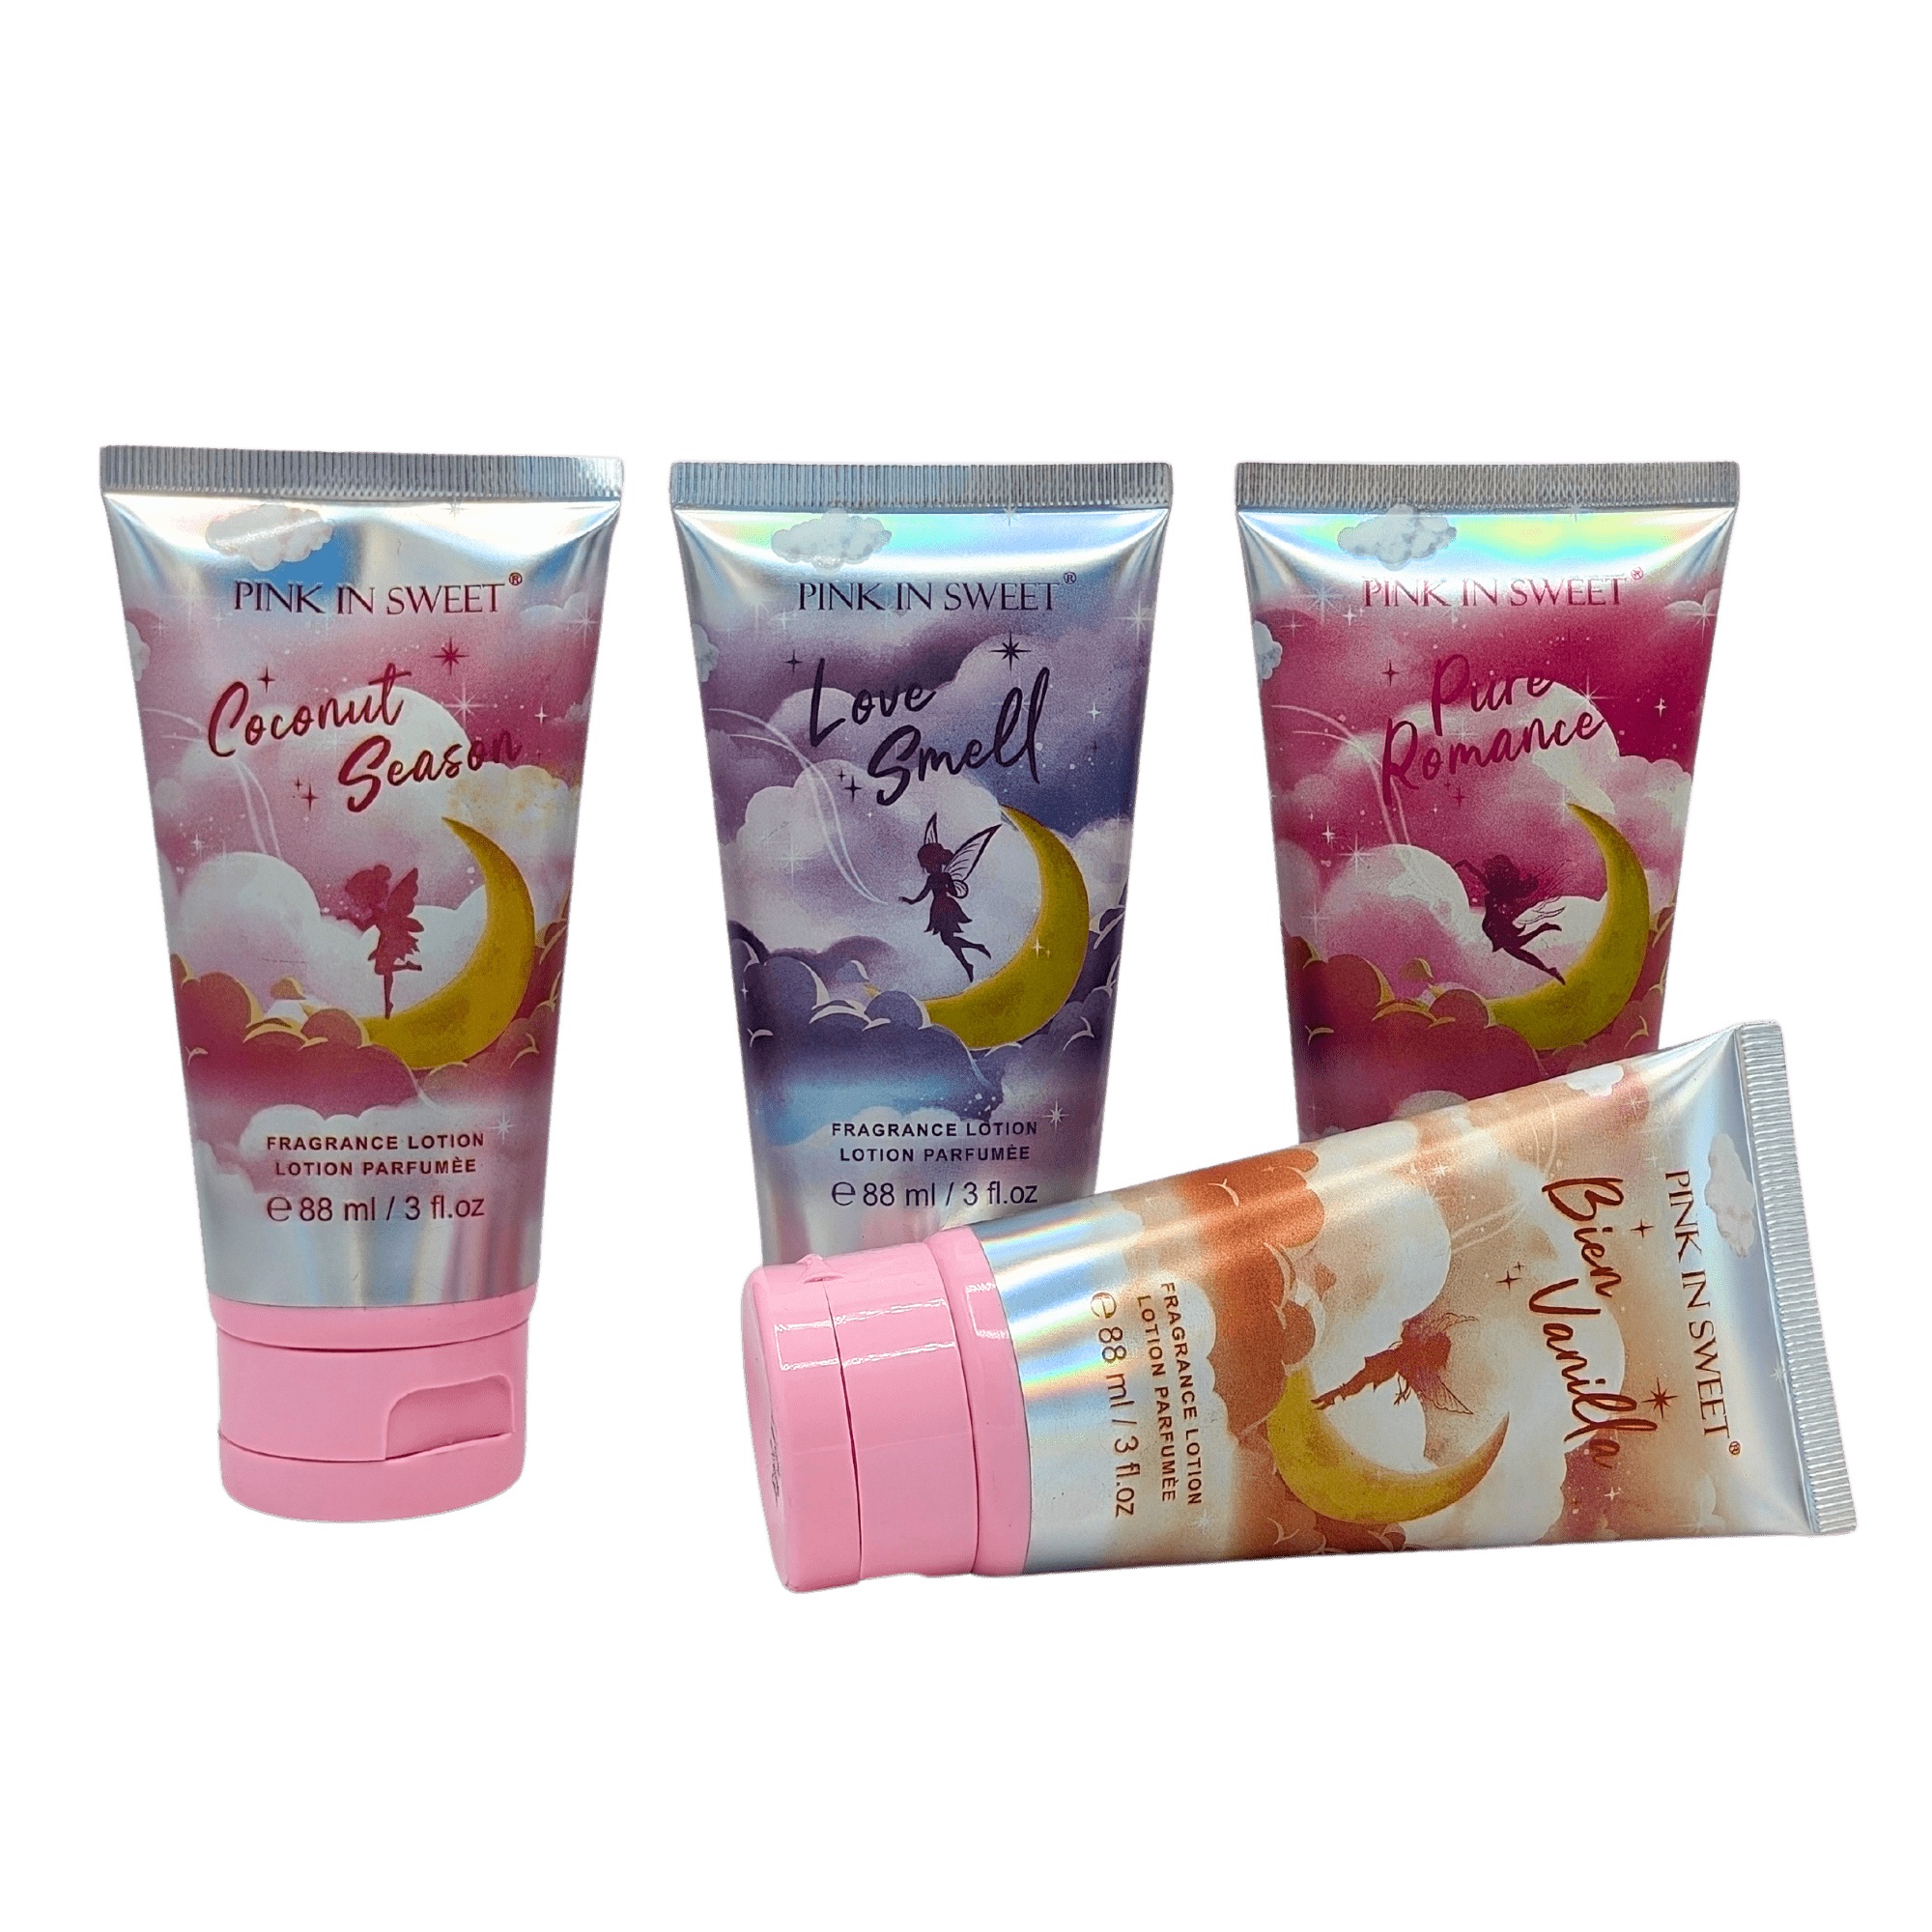 PINK IN SWEET®
Coconut
Season
FRAGRANCE LOTION
LOTION PARFUMÈE
℮ 88 ml / 3 fl.oz
PINK IN SWEET®
Love
Smell
FRAGRANCE LOTION
LOTION PARFUMÈE
℮ 88 ml / 3 fl.oz
PINK IN SWEET®
Pure
Romance
PINK IN SWEET®
Bien
Vanilla
FRAGRANCE LOTION
LOTION PARFUMÈE
℮ 88 ml / 3 fl.oz